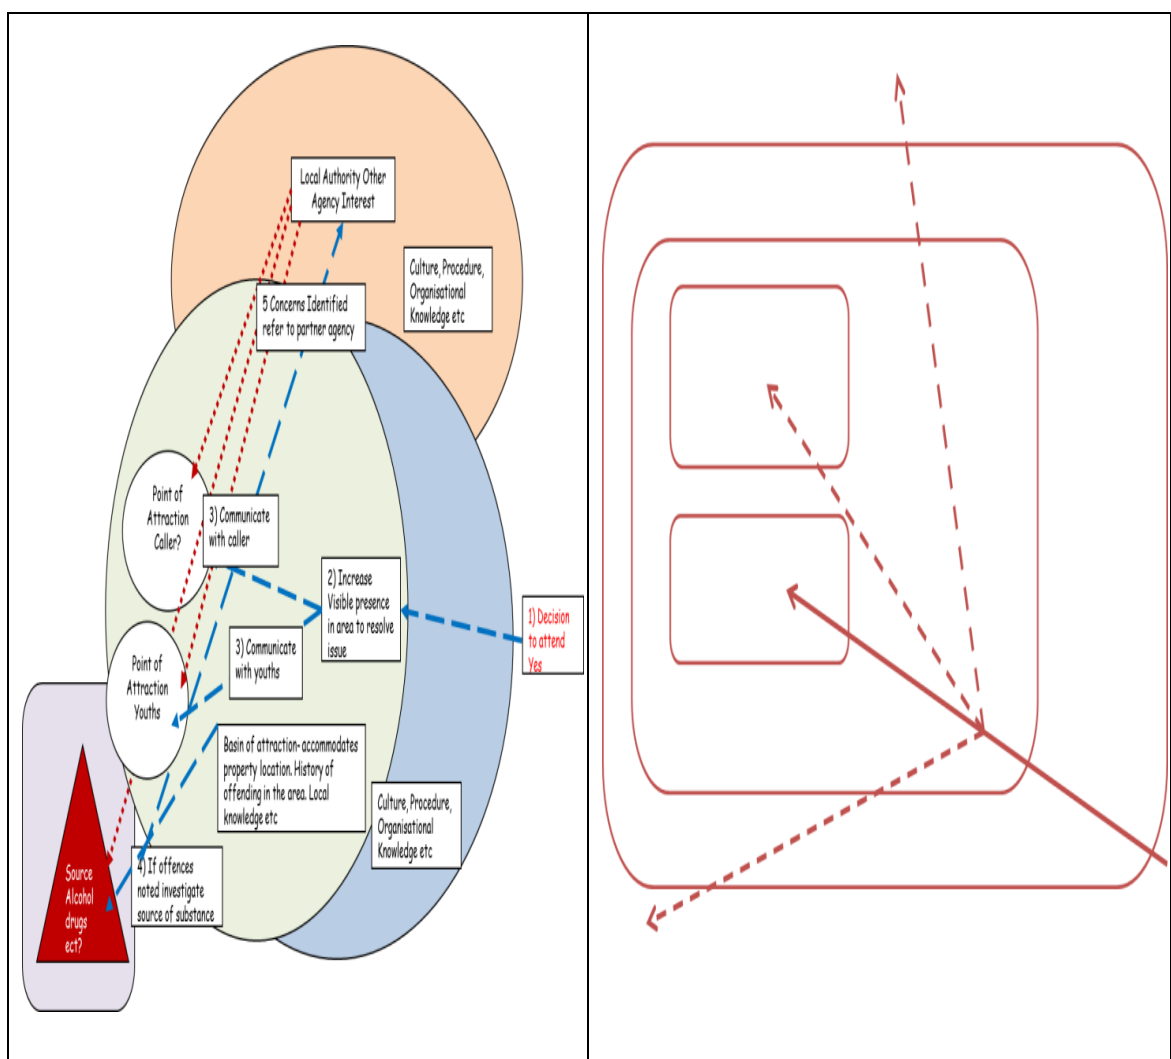 Local Authority Other
Agency Interest
Culture, Procedure,
Organisational
Knowledge etc
5 Concerns Identified
refer to partner agency
Point of
Attraction
Caller?
3) Communicate
with caller
2) Increase
Visible presence
in area to resolve
issue
1) Decision
to attend
Yes
3) Communicate
with youths
Point of
Attraction
Youths
Basin of attraction- accommodates
property location. History of
offending in the area. Local
knowledge etc
Culture, Procedure,
Organisational
Knowledge etc
4) If offences
noted investigate
source of substance
Source
Alcohol
drugs
ect?